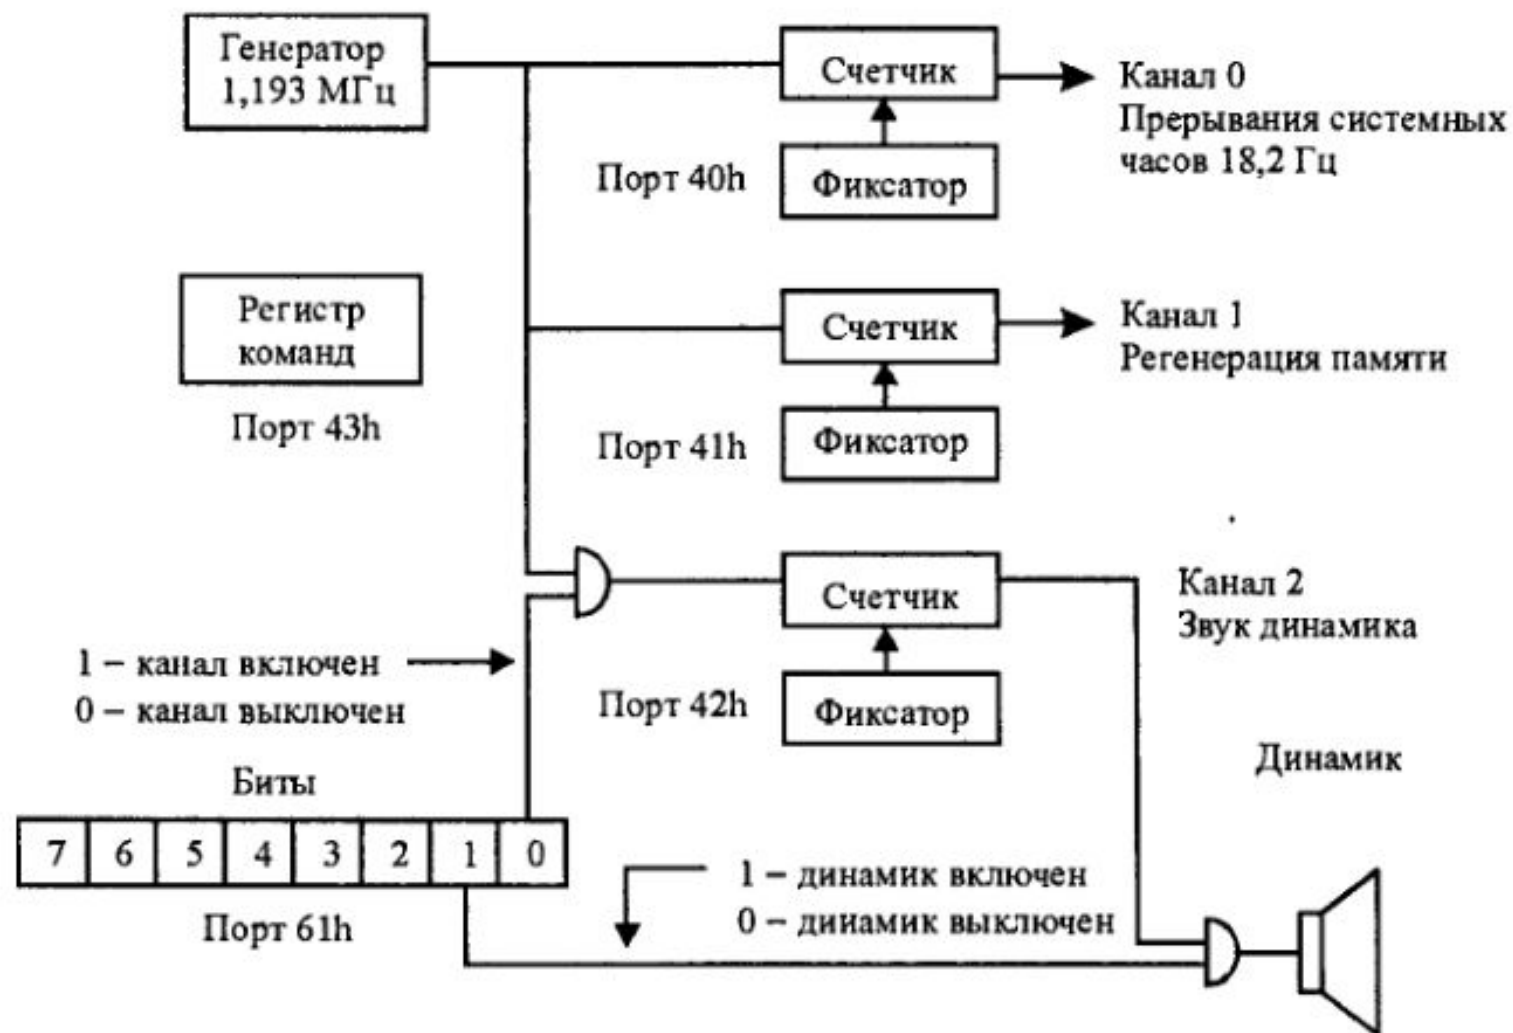 Генератор
1,193 МГц
Счетчик
Канал 0
Прерывания системных
часов 18,2 Гц
Порт 40h
Фиксатор
Регистр
команд
Порт 43h
Счетчик
Канал 1
Регенерация памяти
Порт 41h
Фиксатор
Счетчик
Канал 2
Звук динамика
1 – канал включен
0 – канал выключен
Порт 42h
Фиксатор
Динамик
Биты
7 6 5 4 3 2 1 0
Порт 61h
1 – динамик включен
0 – динамик выключен